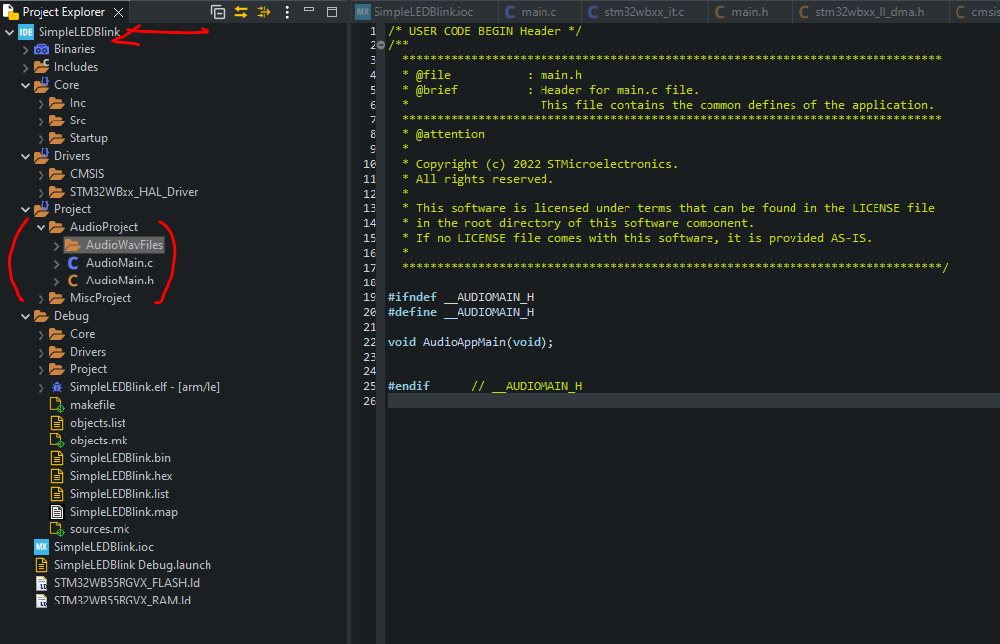 Project Explorer
IDE SimpleLEDBlink
Binaries
Includes
Core
Inc
Src
Startup
Drivers
CMSIS
STM32WBxx_HAL_Driver
Project
AudioProject
AudioWavFiles
AudioMain.c
AudioMain.h
MiscProject
Debug
Core
Drivers
Project
SimpleLEDBlink.elf - [arm/le]
makefile
objects.list
objects.mk
SimpleLEDBlink.bin
SimpleLEDBlink.hex
SimpleLEDBlink.list
SimpleLEDBlink.map
sources.mk
MX SimpleLEDBlink.ioc
SimpleLEDBlink Debug.launch
STM32WB55RGVX_FLASH.ld
STM32WB55RGVX_RAM.ld
MX SimpleLEDBlink.ioc main.c stm32wbxx_it.c main.h stm32wbxx_ll_dma.h cmsis
1 /* USER CODE BEGIN Header */
2 /**
3 ******************************************************************************
4 * @file : main.h
5 * @brief : Header for main.c file.
6 * This file contains the common defines of the application.
7 ******************************************************************************
8 * @attention
9 *
10 * Copyright (c) 2022 STMicroelectronics.
11 * All rights reserved.
12 *
13 * This software is licensed under terms that can be found in the LICENSE file
14 * in the root directory of this software component.
15 * If no LICENSE file comes with this software, it is provided AS-IS.
16 *
17 ******************************************************************************/
18
19 #ifndef __AUDIOMAIN_H
20 #define __AUDIOMAIN_H
21
22 void AudioAppMain(void);
23
24
25 #endif // __AUDIOMAIN_H
26